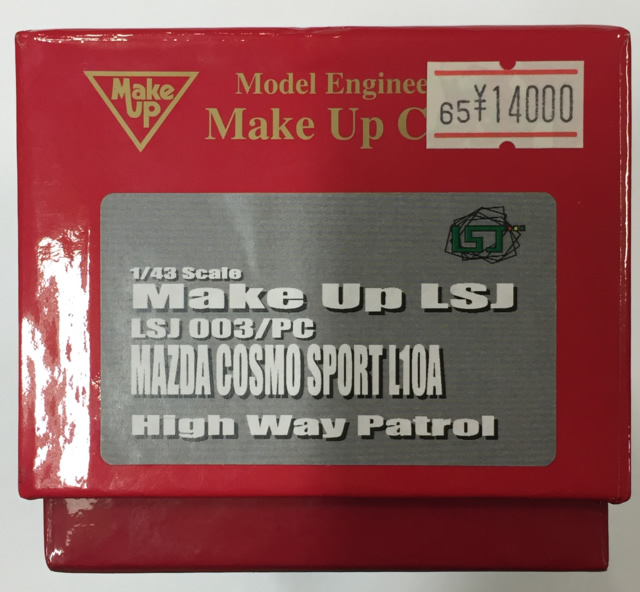 Make
Up
Model Enginee
Make Up C
65 ¥14000
LSJ
1/43 Scale
Make Up LSJ
LSJ 003/PC
MAZDA COSMO SPORT L10A
High Way Patrol